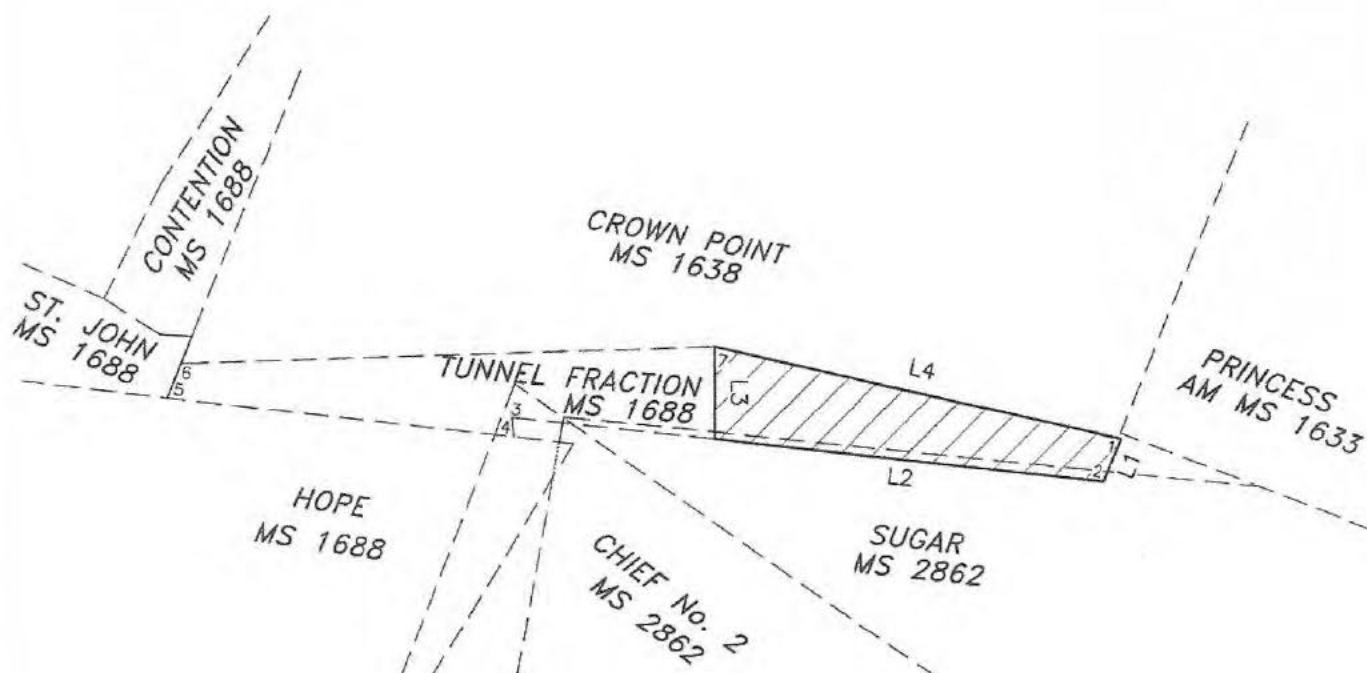 CONTENTION
MS 1688
CROWN POINT
MS 1638
ST. JOHN
MS 1688
6
5
TUNNEL FRACTION
MS 1688
3
4
7
L3
L4
1
2
L1
L2
PRINCESS
AM MS 1633
HOPE
MS 1688
CHIEF No. 2
MS 2862
SUGAR
MS 2862